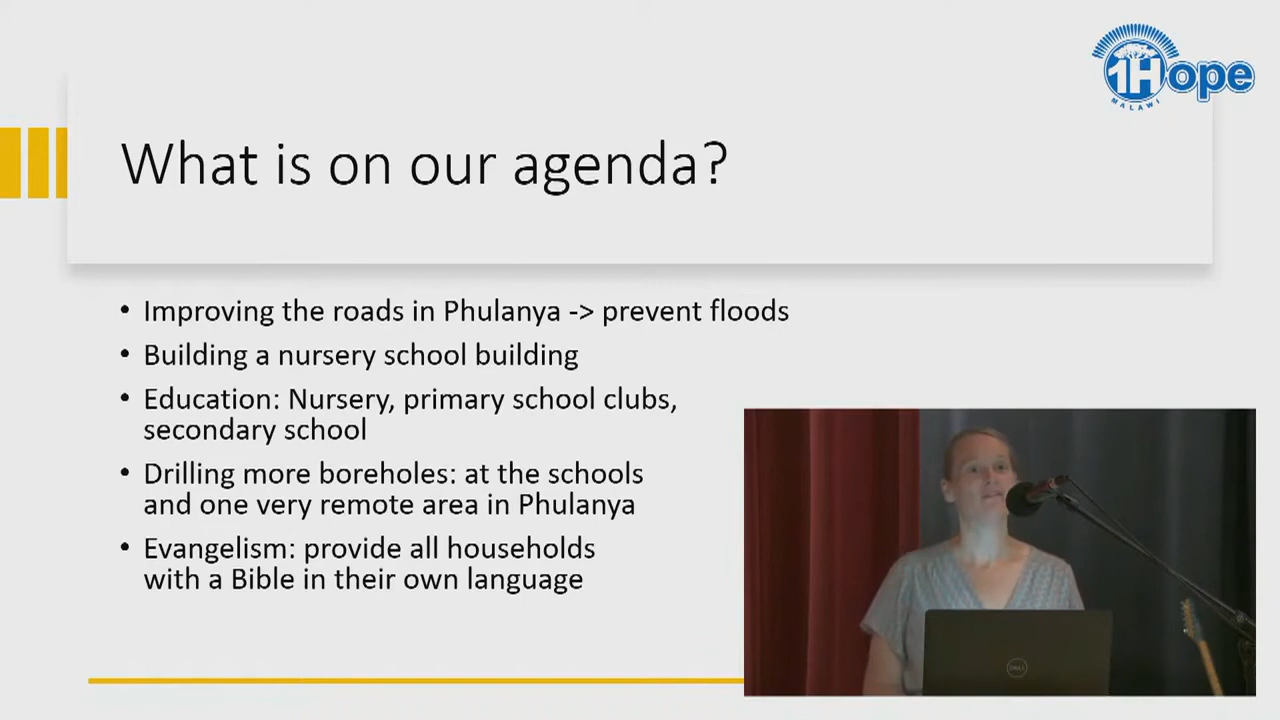 1Hope
MALAWI
What is on our agenda?
• Improving the roads in Phulanya -> prevent floods
• Building a nursery school building
• Education: Nursery, primary school clubs,
secondary school
• Drilling more boreholes: at the schools
and one very remote area in Phulanya
• Evangelism: provide all households
with a Bible in their own language
DELL